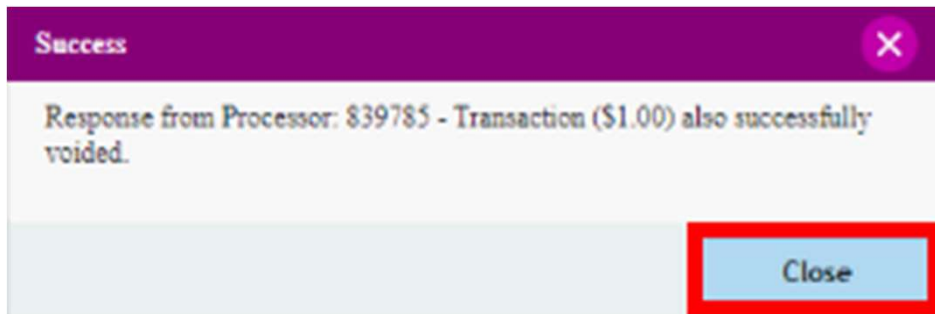 Success
Response from Processor: 839785 - Transaction ($1.00) also successfully
voided.
Close